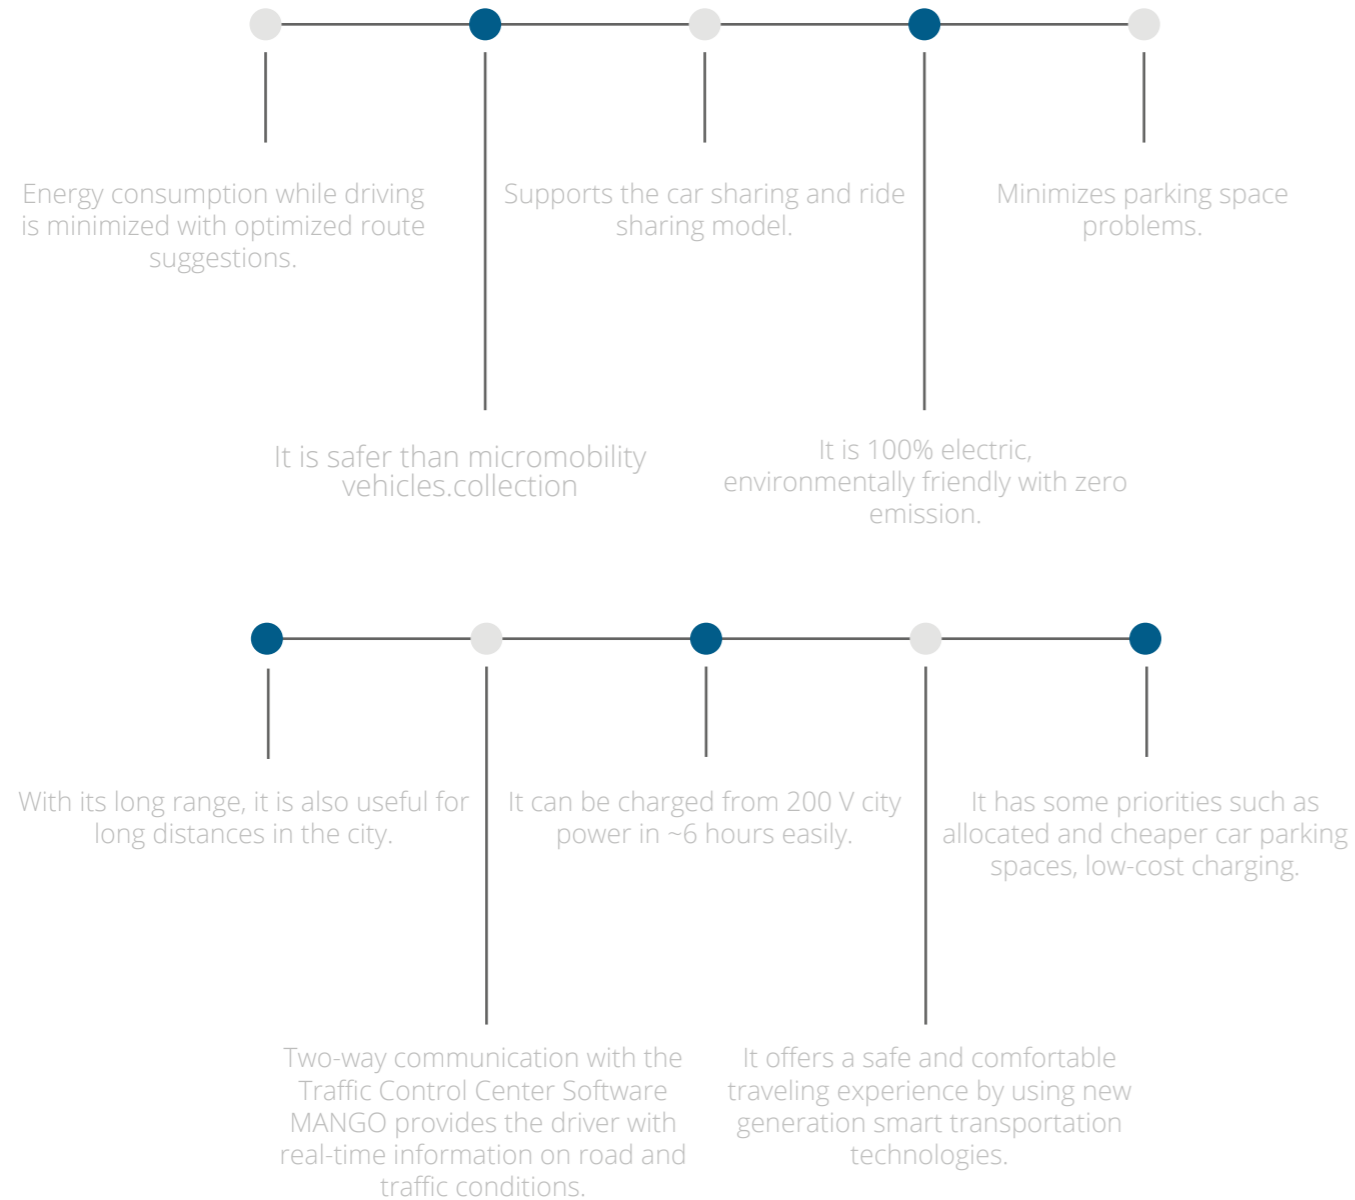 Energy consumption while driving
is minimized with optimized route
suggestions.
It is safer than micromobility
vehicles.collection
Supports the car sharing and ride
sharing model.
It is 100% electric,
environmentally friendly with zero
emission.
Minimizes parking space
problems.
With its long range, it is also useful for
long distances in the city.
Two-way communication with the
Traffic Control Center Software
MANGO provides the driver with
real-time information on road and
traffic conditions.
It can be charged from 200 V city
power in ~6 hours easily.
It offers a safe and comfortable
traveling experience by using new
generation smart transportation
technologies.
It has some priorities such as
allocated and cheaper car parking
spaces, low-cost charging.